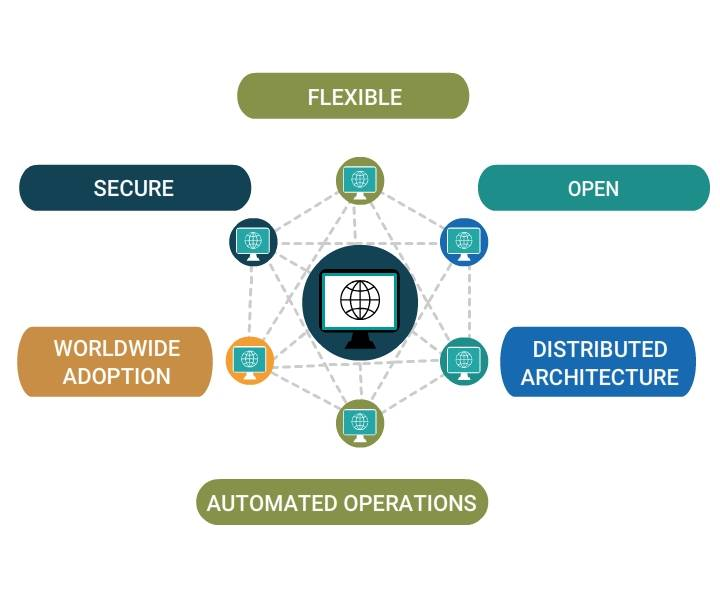 FLEXIBLE
SECURE
OPEN
WORLDWIDE
ADOPTION
DISTRIBUTED
ARCHITECTURE
AUTOMATED OPERATIONS